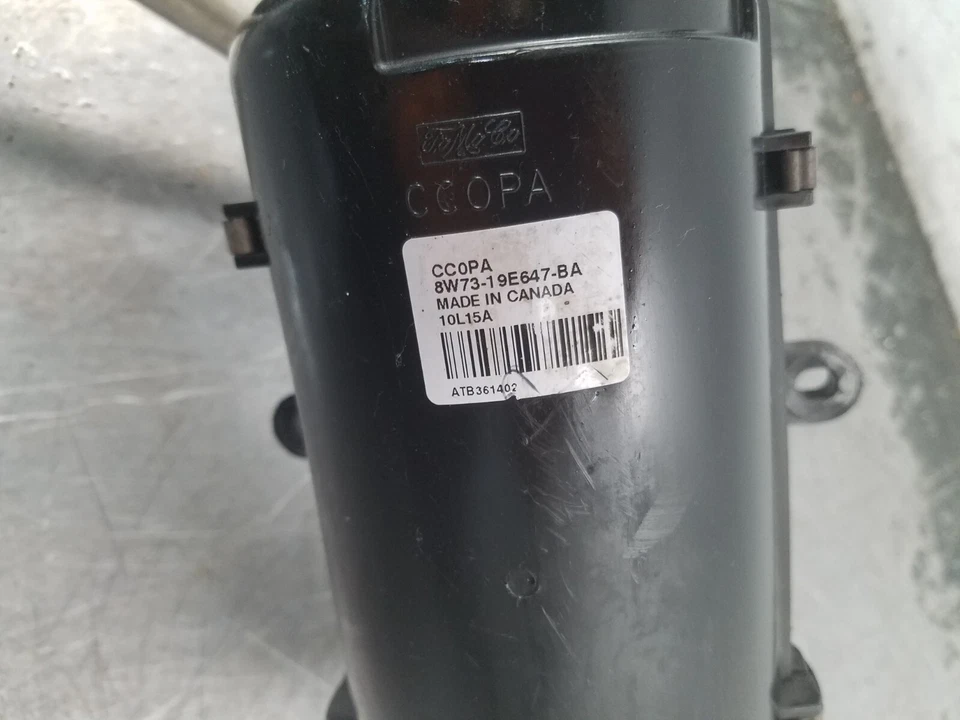 FoMoCo
CC0PA
CC0PA
8W73-19E647-BA
MADE IN CANADA
10L15A
ATB361402